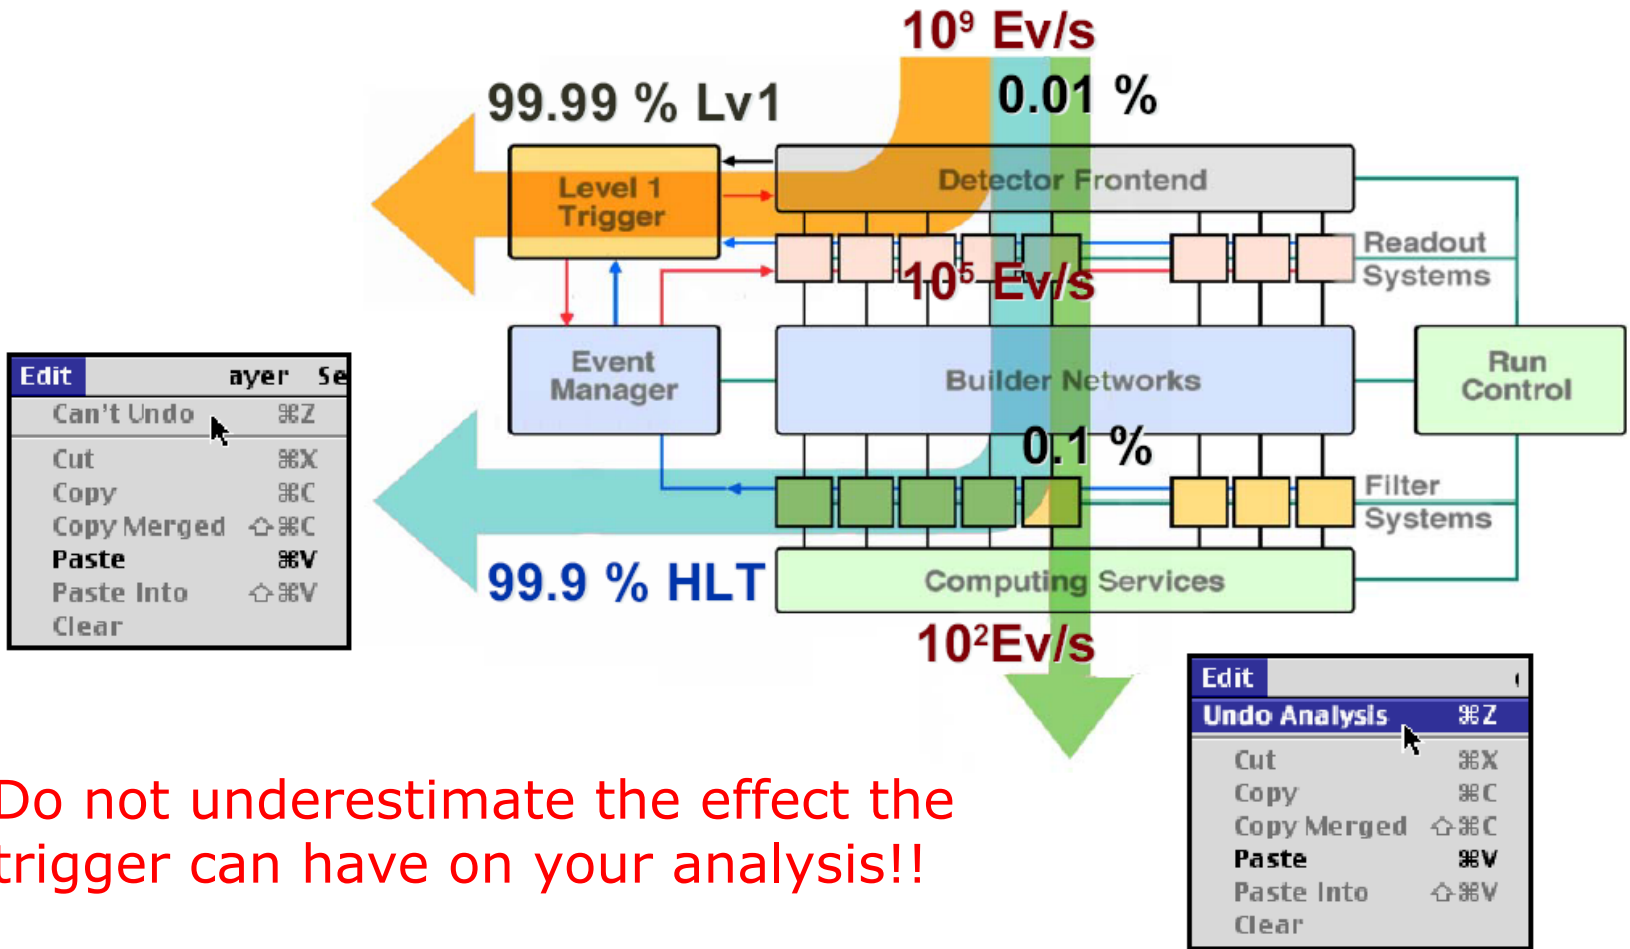 10⁹ Ev/s
99.99 % Lv1
0.01 %
Level 1
Trigger
Detector Frontend
Readout
Systems
10⁵ Ev/s
Event
Manager
Builder Networks
Run
Control
0.1 %
Filter
Systems
99.9 % HLT
Computing Services
10²Ev/s
Edit ayer Se
Can't Undo ⌘Z
Cut ⌘X
Copy ⌘C
Copy Merged ⇧⌘C
Paste ⌘V
Paste Into ⇧⌘V
Clear
Edit
Undo Analysis ⌘Z
Cut ⌘X
Copy ⌘C
Copy Merged ⇧⌘C
Paste ⌘V
Paste Into ⇧⌘V
Clear
Do not underestimate the effect the
trigger can have on your analysis!!